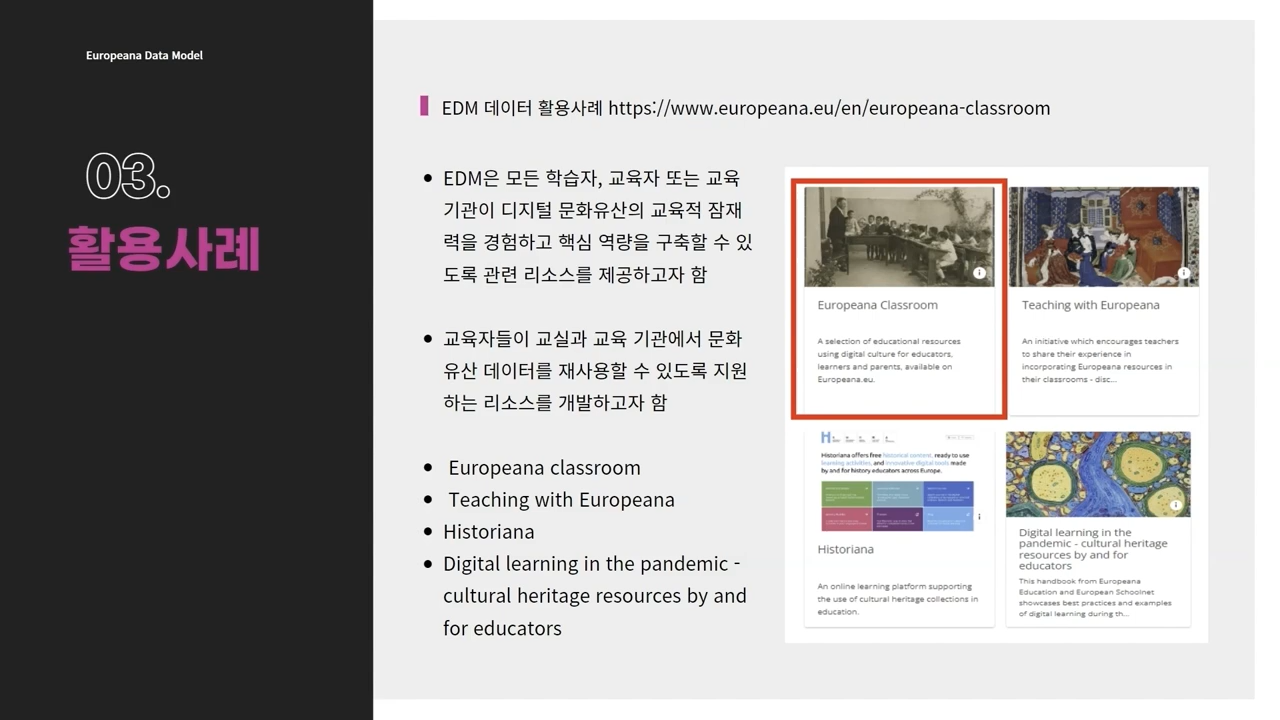 Europeana Data Model
03.
활용사례
EDM 데이터 활용사례 https://www.europeana.eu/en/europeana-classroom
• EDM은 모든 학습자, 교육자 또는 교육
기관이 디지털 문화유산의 교육적 잠재
력을 경험하고 핵심 역량을 구축할 수 있
도록 관련 리소스를 제공하고자 함
• 교육자들이 교실과 교육 기관에서 문화
유산 데이터를 재사용할 수 있도록 지원
하는 리소스를 개발하고자 함
• Europeana classroom
• Teaching with Europeana
• Historiana
• Digital learning in the pandemic -
cultural heritage resources by and
for educators
Europeana Classroom
A selection of educational resources
using digital culture for educators,
learners and parents, available on
Europeana.eu.
Teaching with Europeana
An initiative which encourages teachers
to share their experience in
incorporating Europeana resources in
their classrooms - disc...
Historiana offers free historical content, ready to use
learning activities, and innovative digital tools made
by and for history educators across Europe.
Historiana
An online learning platform supporting
the use of cultural heritage collections in
education.
Digital learning in the
pandemic - cultural heritage
resources by and for
educators
This handbook from Europeana
Education and European Schoolnet
showcases best practices and examples
of digital learning during th...